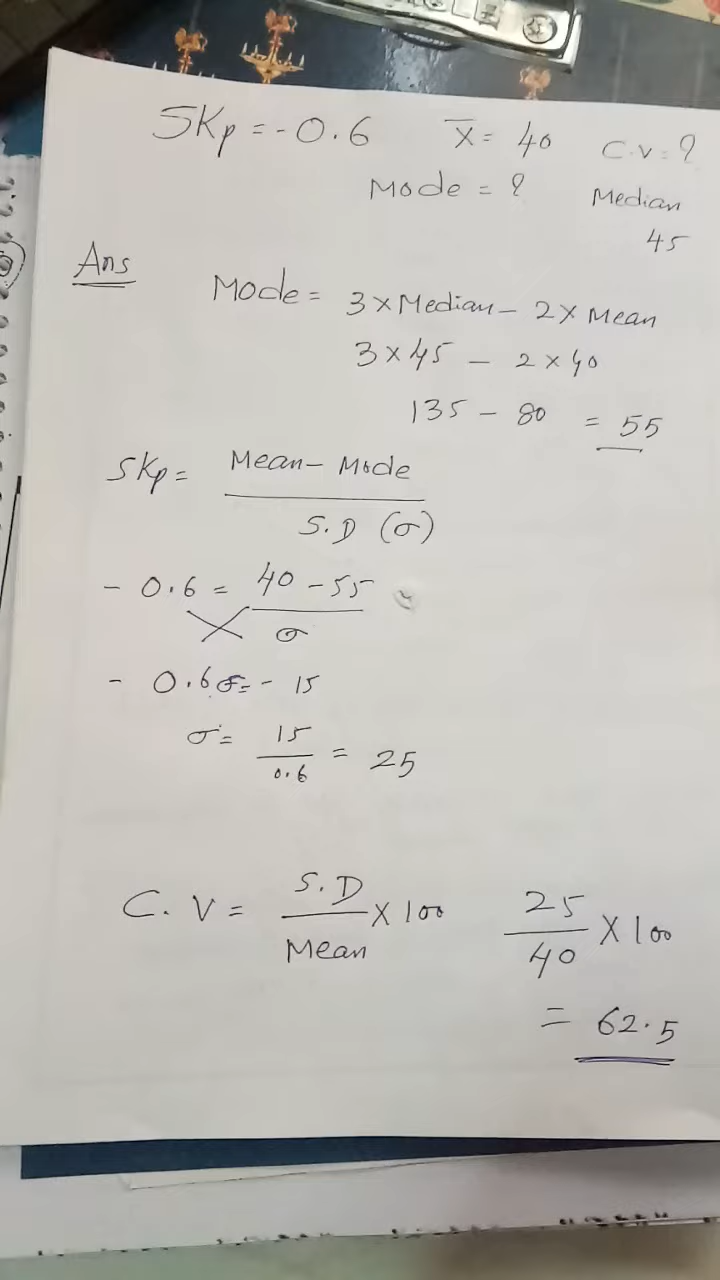 SKp = -0.6 X̄ = 40 C.V = ?
Mode = ? Median
45
Ans
Mode = 3 x Median - 2 x Mean
3 x 45 - 2 x 40
135 - 80 = 55
SKp = Mean - Mode
S.D (σ)
- 0.6 = 40 - 55
σ
- 0.6 σ = - 15
σ = 15
0.6 = 25
C.V = S.D
Mean x 100 25
40 x 100
= 62.5